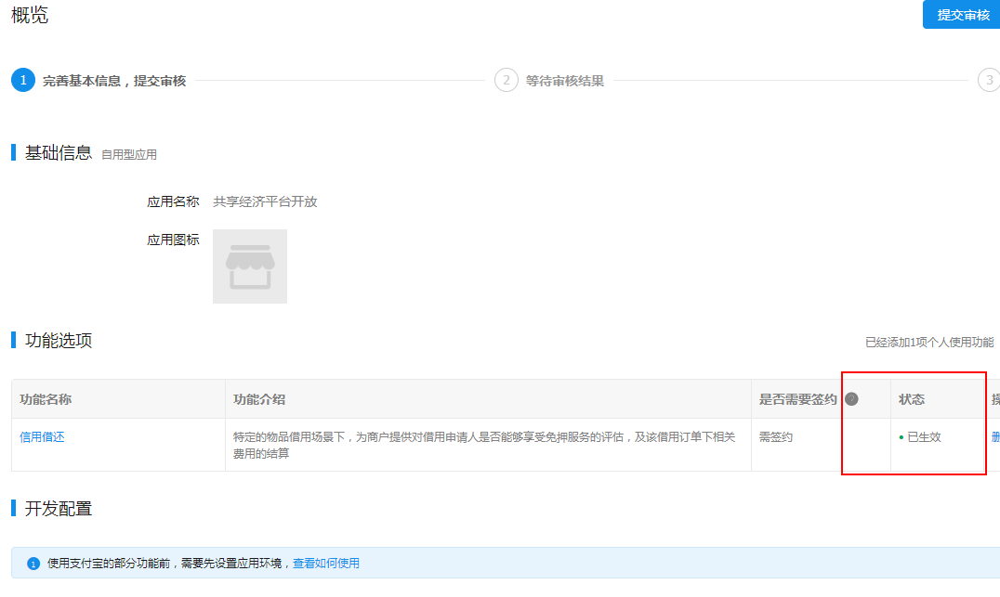 概览
提交审核
1 完善基本信息，提交审核
2 等待审核结果
3
基础信息 自用型应用
应用名称 共享经济平台开放
应用图标
功能选项
已经添加1项个人使用功能
功能名称 功能介绍 是否需要签约 ? 状态
信用借还 特定的物品借用场景下，为商户提供对借用申请人是否能够享受免押服务的评估，及该借用订单下相关 需签约 已生效
费用的结算
开发配置
1 使用支付宝的部分功能前，需要先设置应用环境，查看如何使用